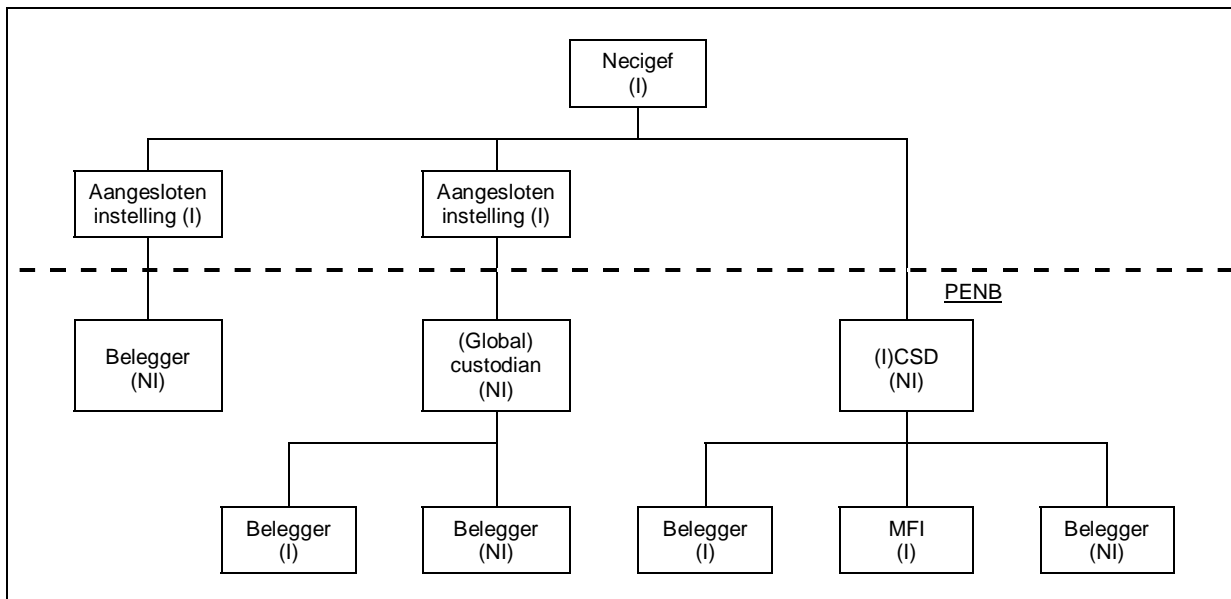 Necigef
(I)
Aangesloten
instelling (I)
Aangesloten
instelling (I)
PENB
Belegger
(NI)
(Global)
custodian
(NI)
(I)CSD
(NI)
Belegger
(I)
Belegger
(NI)
Belegger
(I)
MFI
(I)
Belegger
(NI)